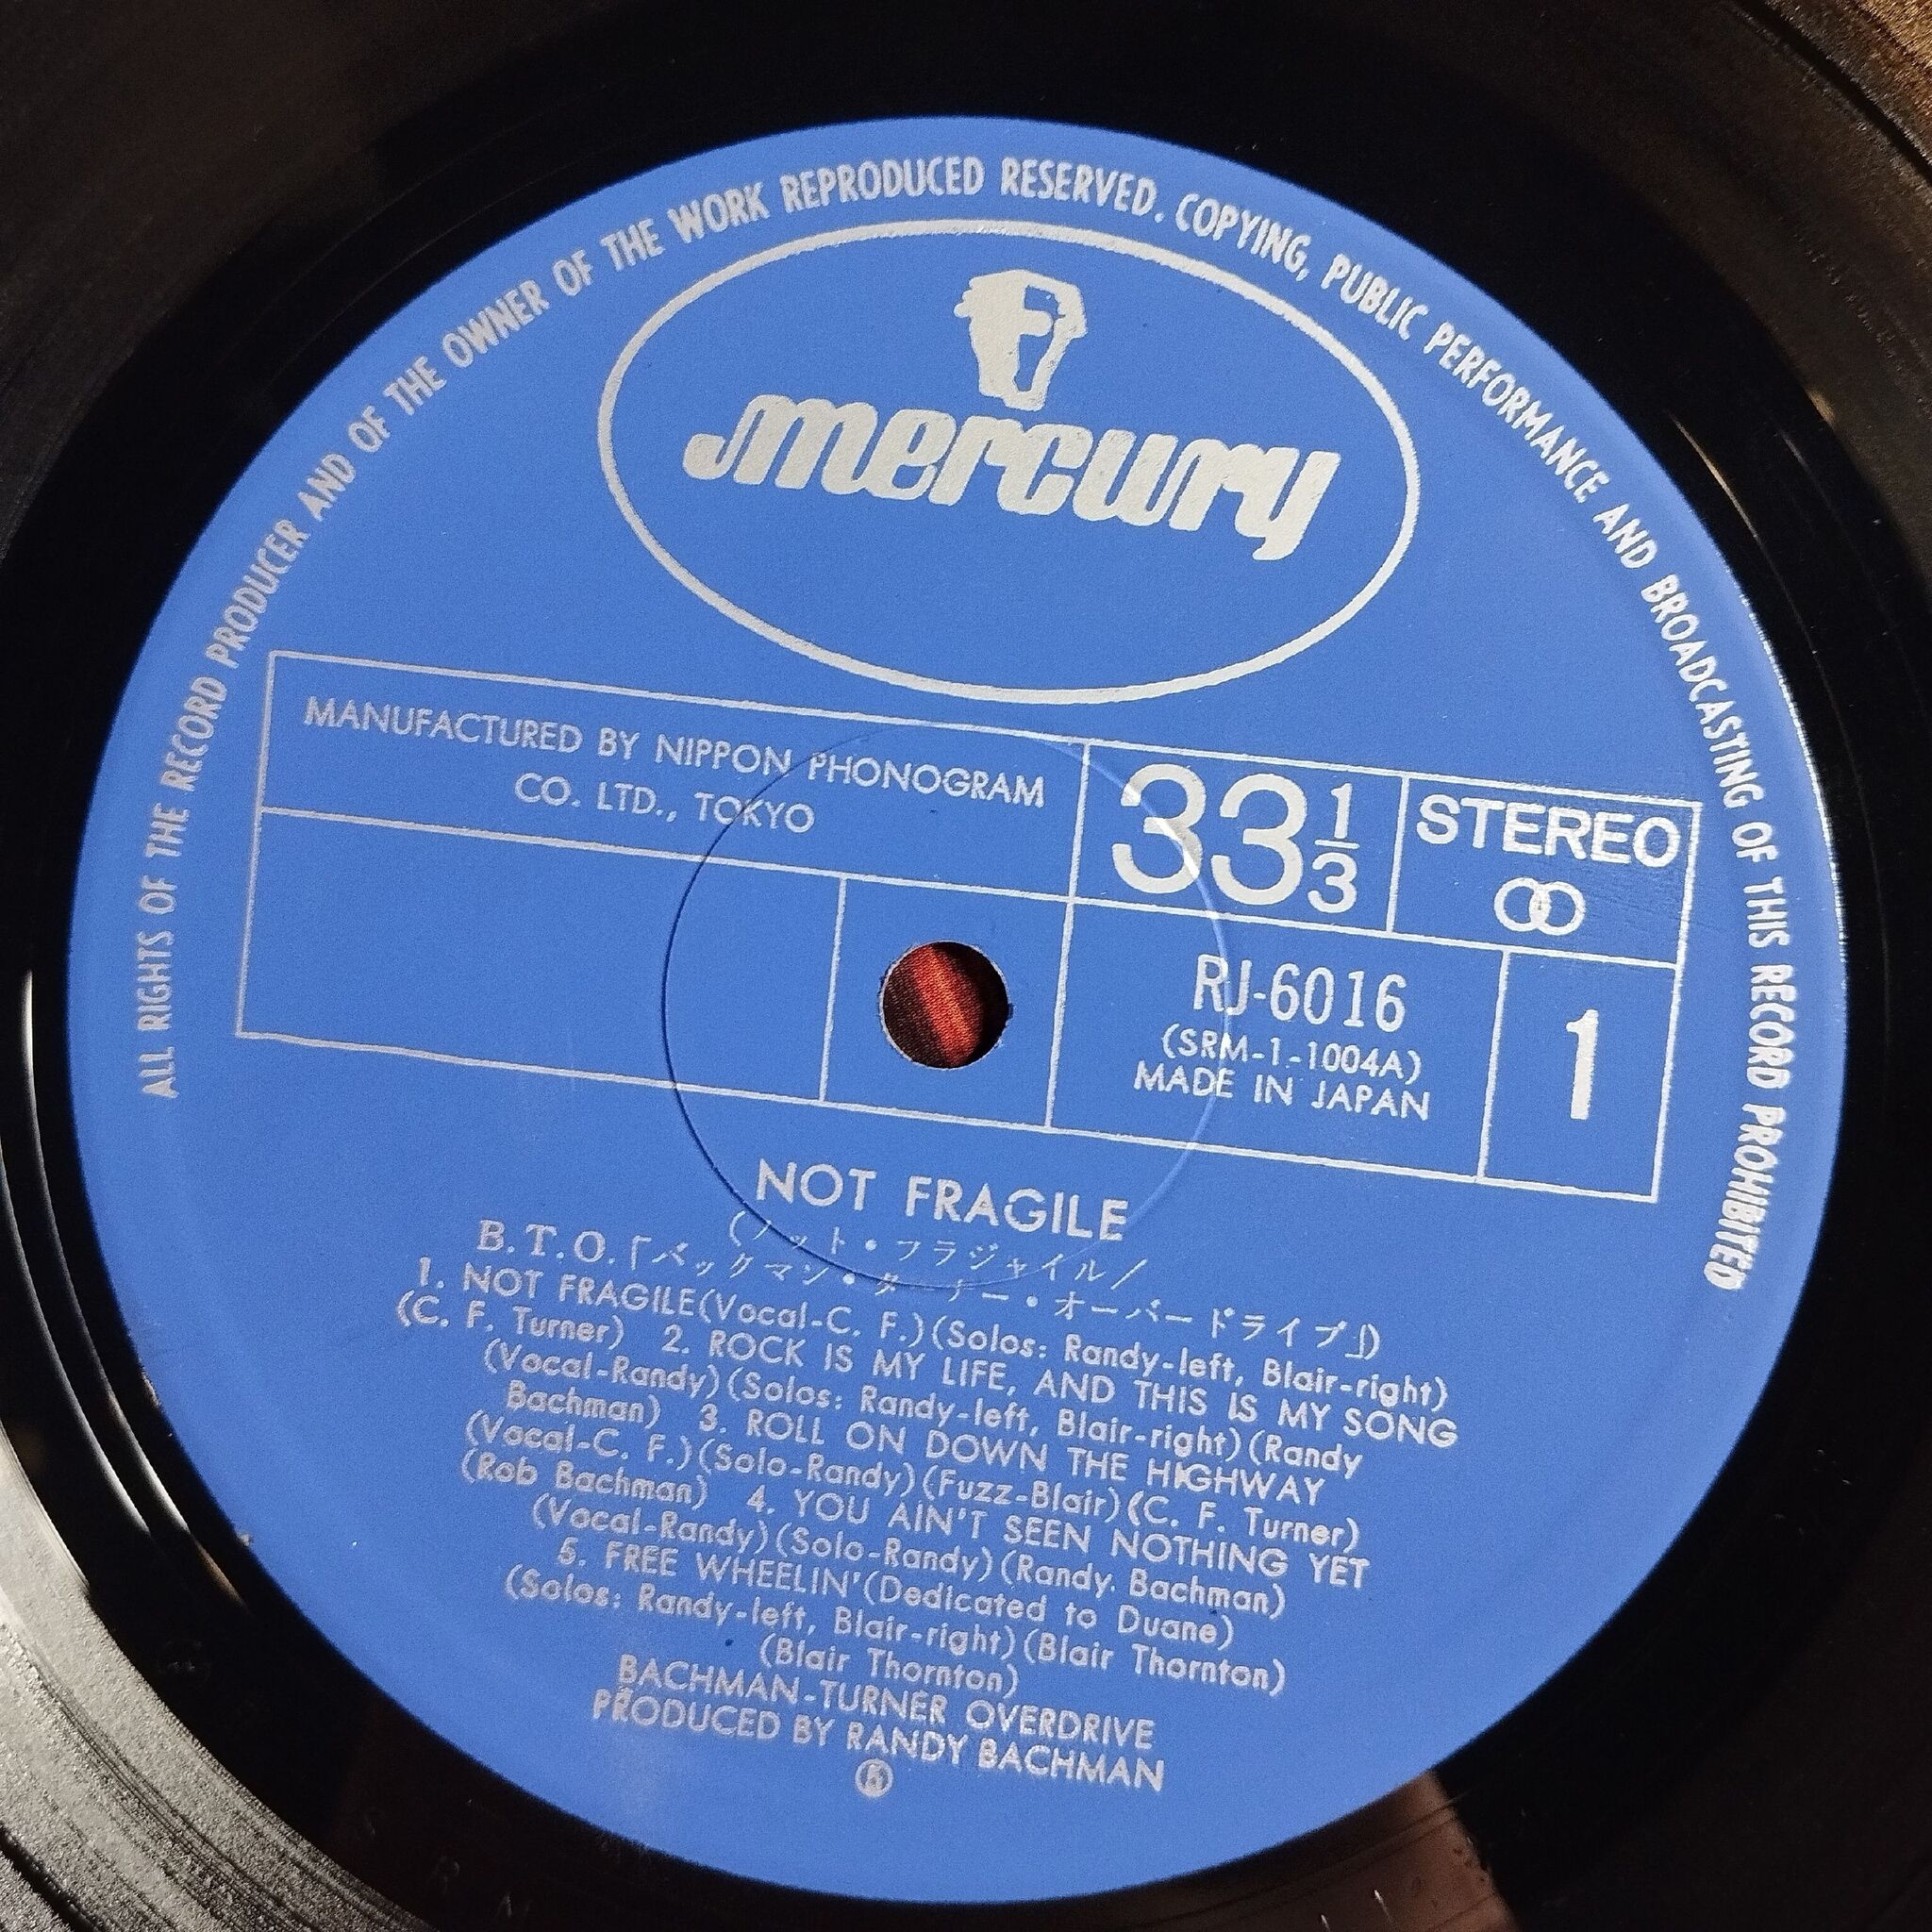 ALL RIGHTS OF THE RECORD PRODUCER AND OF THE OWNER OF THE WORK REPRODUCED RESERVED. COPYING, PUBLIC PERFORMANCE AND BROADCASTING OF THIS RECORD PROHIBITED
mercury
MANUFACTURED BY NIPPON PHONOGRAM
CO. LTD., TOKYO
33 1/3
STEREO
RJ-6016
(SRM-1-1004A)
MADE IN JAPAN
1
NOT FRAGILE
(ノット・フラジャイル/
B.T.O.「バックマン・ターナー・オーバードライブ」)
1. NOT FRAGILE(Vocal-C. F.)(Solos: Randy-left, Blair-right)
(C. F. Turner) 2. ROCK IS MY LIFE, AND THIS IS MY SONG
(Vocal-Randy)(Solos: Randy-left, Blair-right)(Randy
Bachman) 3. ROLL ON DOWN THE HIGHWAY
(Vocal-C. F.)(Solo-Randy)(Fuzz-Blair)(C. F. Turner)
(Rob Bachman) 4. YOU AIN'T SEEN NOTHING YET
(Vocal-Randy)(Solo-Randy)(Randy. Bachman)
5. FREE WHEELIN'(Dedicated to Duane)
(Solos: Randy-left, Blair-right)(Blair Thornton)
(Blair Thornton)
BACHMAN-TURNER OVERDRIVE
PRODUCED BY RANDY BACHMAN